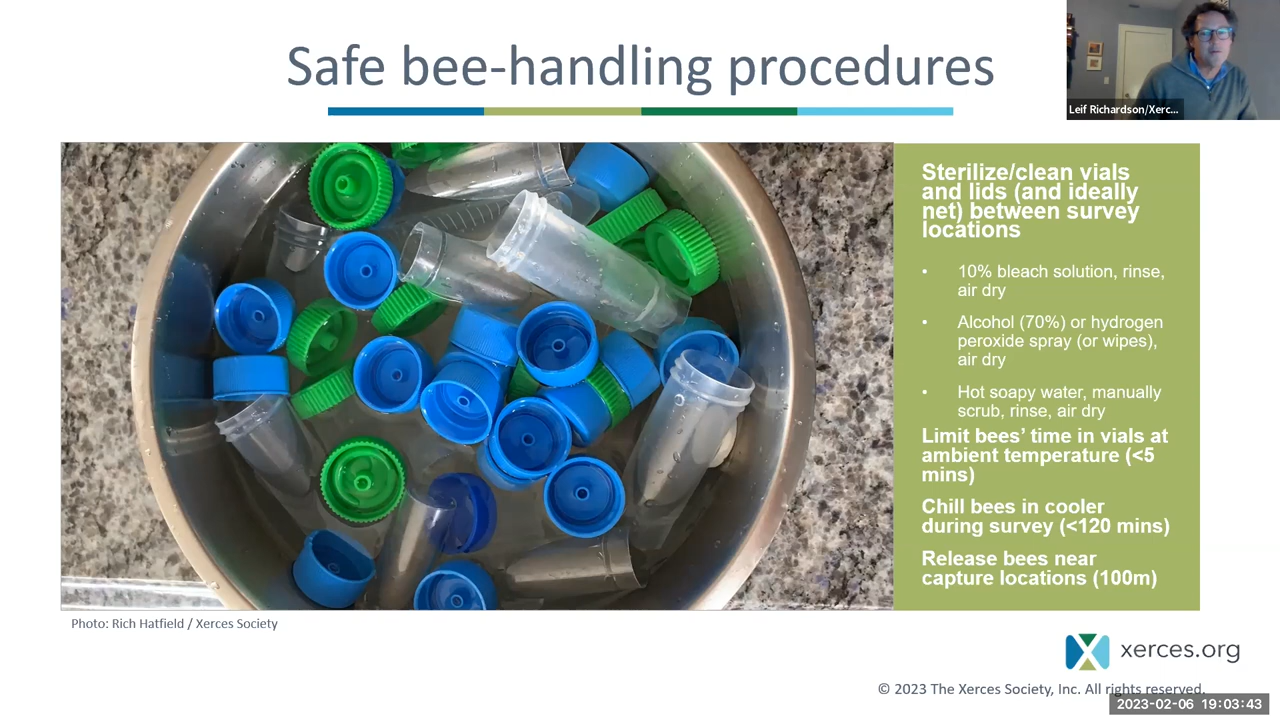 Safe bee-handling procedures
Leif Richardson/Xerc...
Sterilize/clean vials
and lids (and ideally
net) between survey
locations
• 10% bleach solution, rinse,
air dry
• Alcohol (70%) or hydrogen
peroxide spray (or wipes),
air dry
• Hot soapy water, manually
scrub, rinse, air dry
Limit bees’ time in vials at
ambient temperature (<5
mins)
Chill bees in cooler
during survey (<120 mins)
Release bees near
capture locations (100m)
Photo: Rich Hatfield / Xerces Society
xerces.org
© 2023 The Xerces Society, Inc. All rights reserved.
2023-02-06 19:03:43